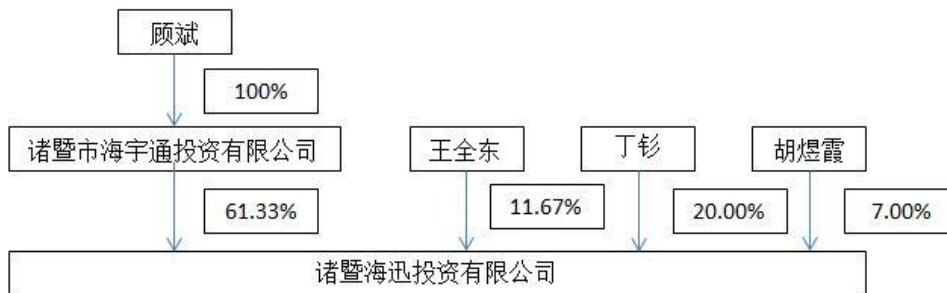 顾斌
100%
诸暨市海宇通投资有限公司
王全东
丁钐
胡煜霞
61.33%
11.67%
20.00%
7.00%
诸暨海迅投资有限公司